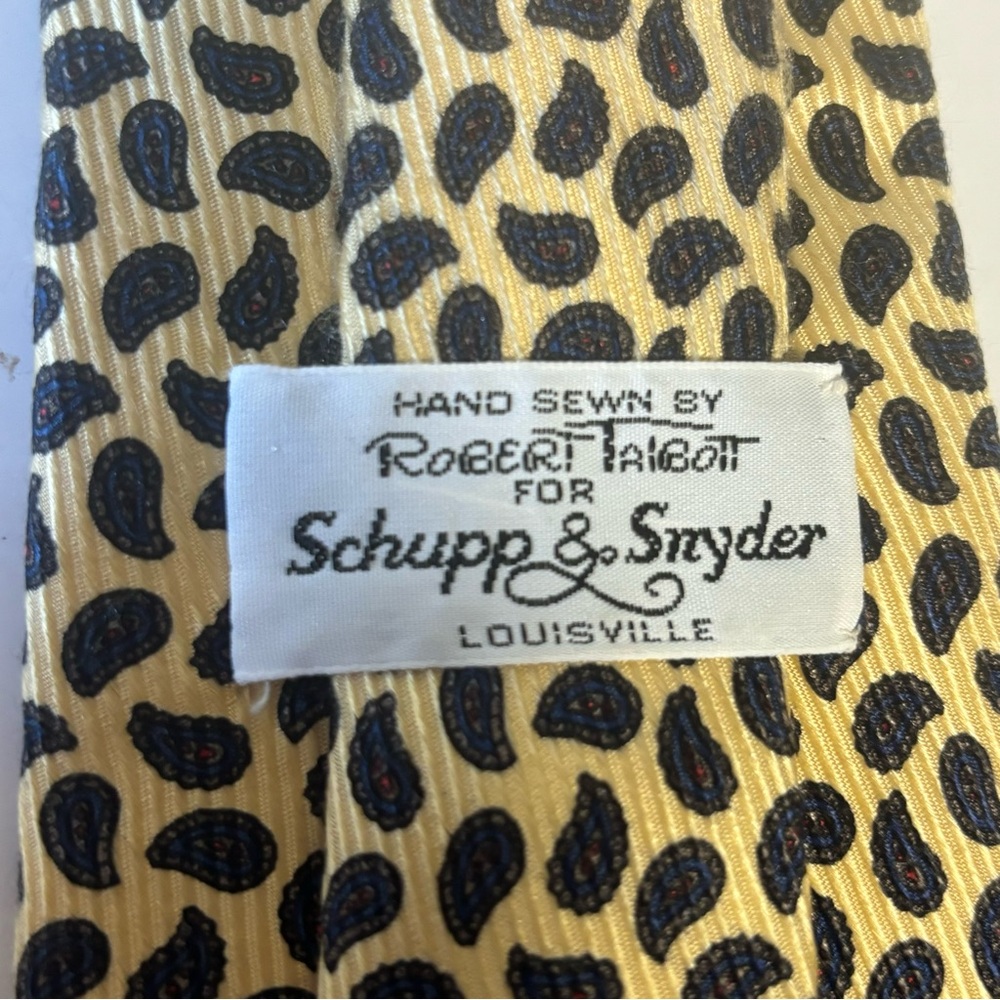 HAND SEWN BY
ROBERT TALBOTT
FOR
Schupp & Snyder
LOUISVILLE